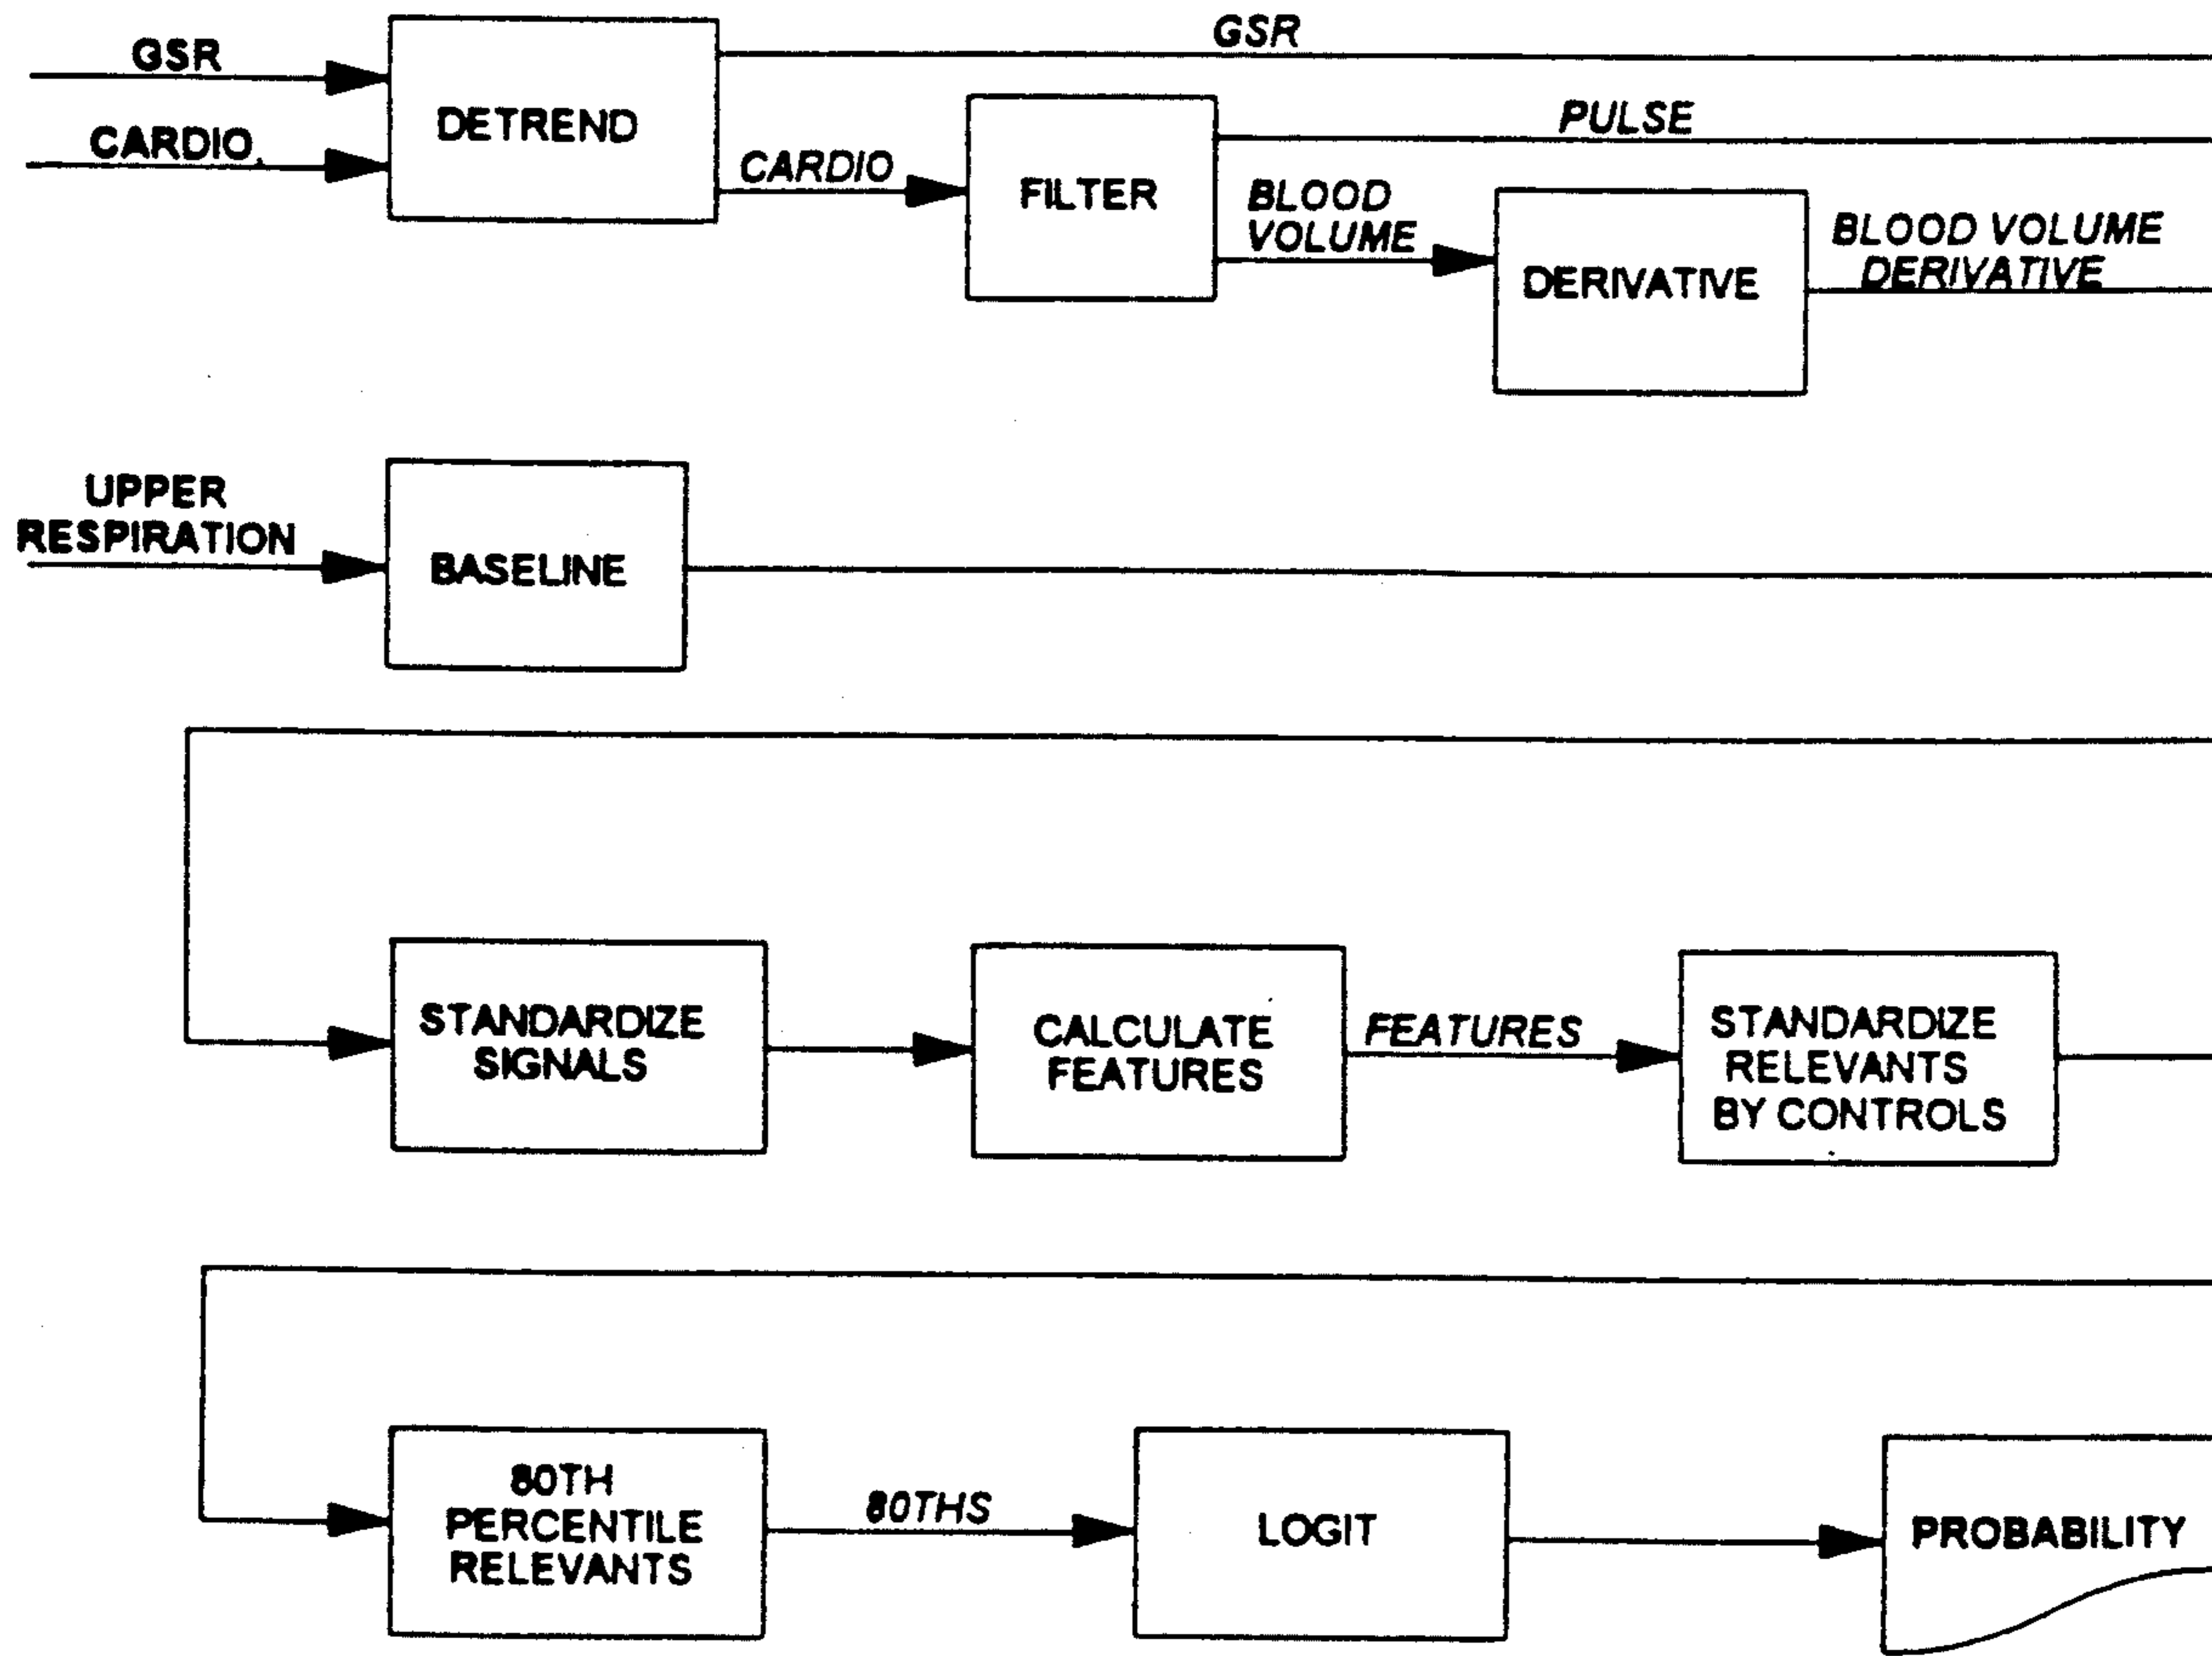 GSR
GSR
CARDIO.
DETREND
PULSE
CARDIO
FILTER
BLOOD
VOLUME
DERIVATIVE
BLOOD VOLUME
DERIVATIVE
UPPER
RESPIRATION
BASELINE
STANDARDIZE
SIGNALS
CALCULATE
FEATURES
FEATURES
STANDARDIZE
RELEVANTS
BY CONTROLS
80TH
PERCENTILE
RELEVANTS
80THS
LOGIT
PROBABILITY